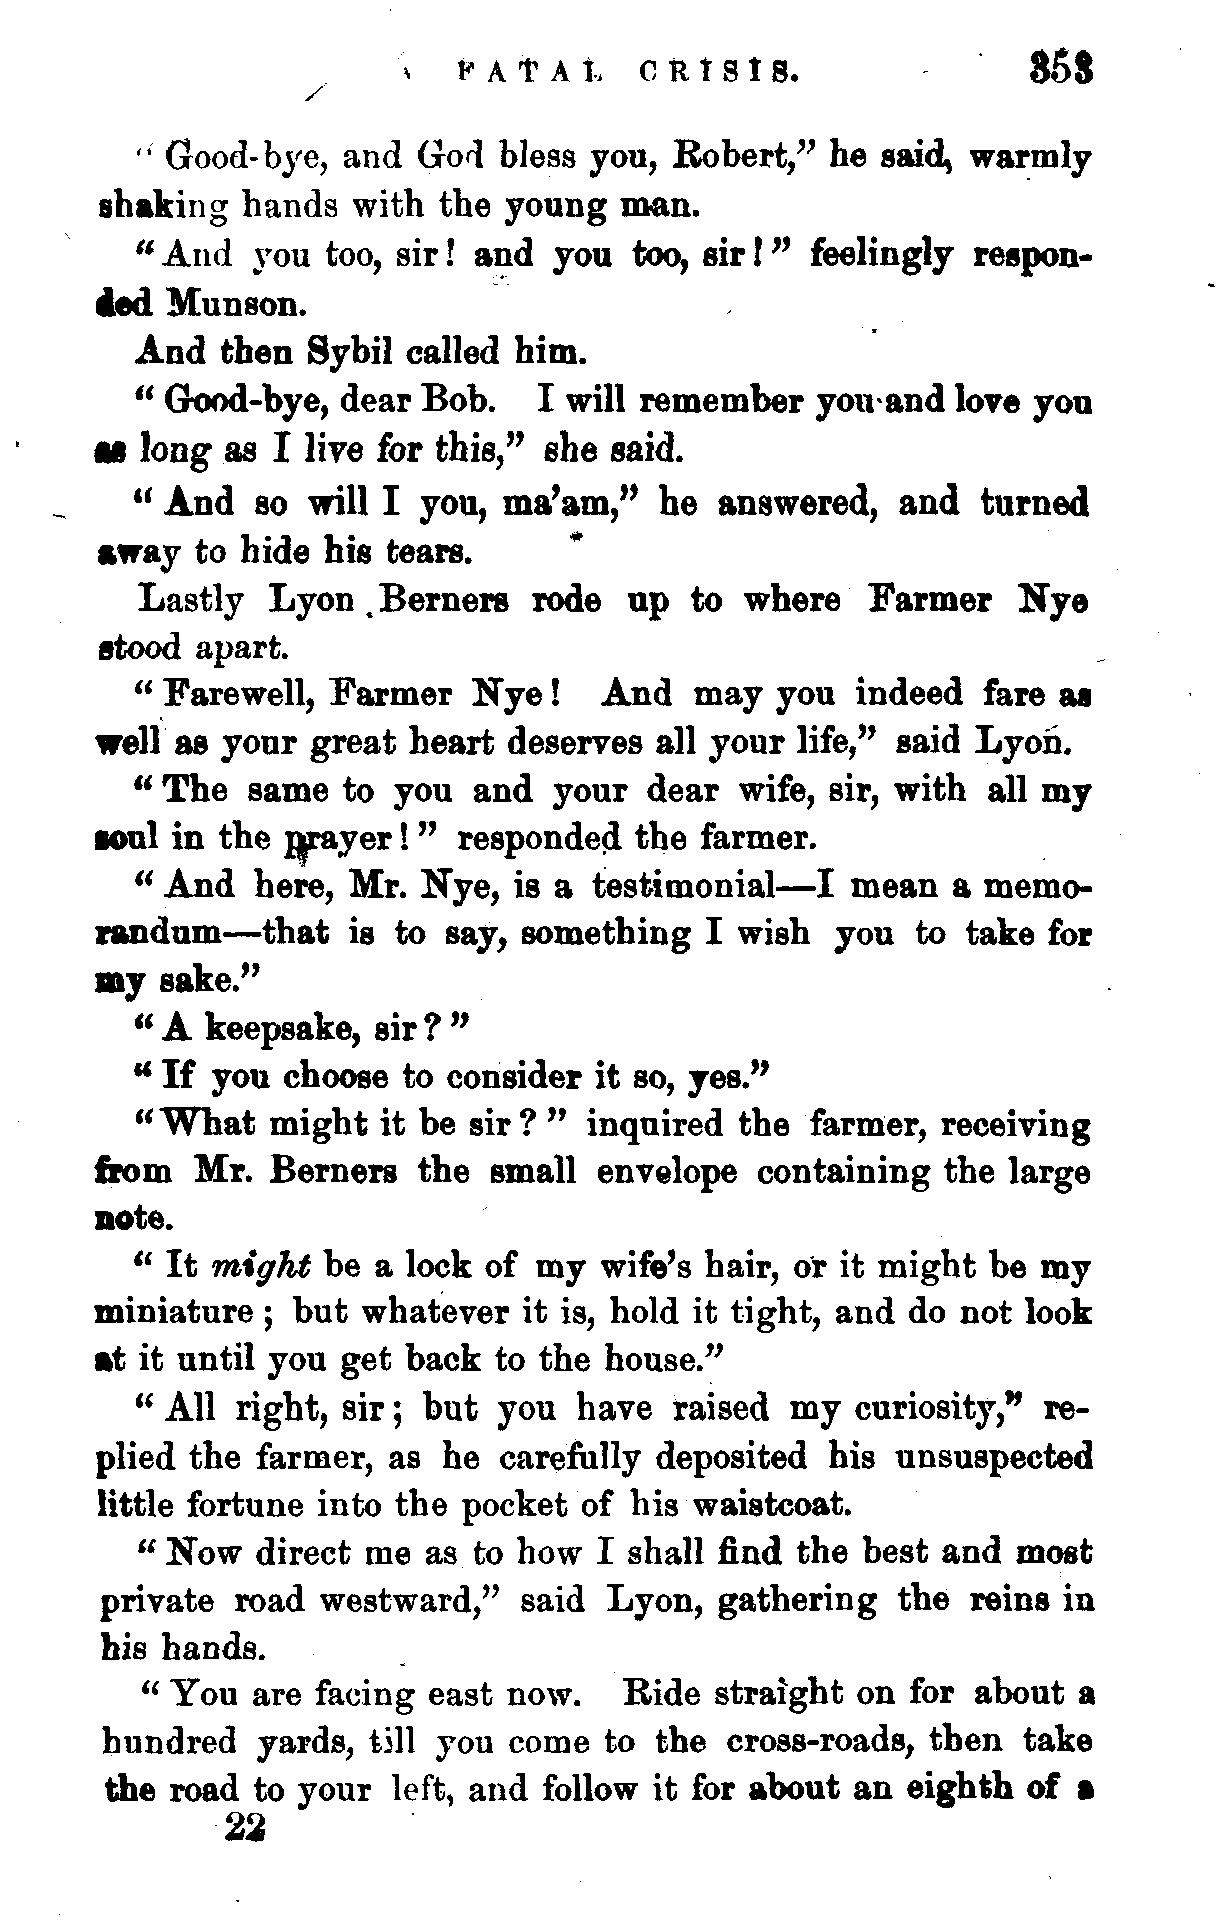 FATAL CRISIS. 353
"Good-bye, and God bless you, Robert," he said, warmly
shaking hands with the young man.
"And you too, sir! and you too, sir!" feelingly respon-
ded Munson.
And then Sybil called him.
"Good-bye, dear Bob. I will remember you and love you
as long as I live for this," she said.
"And so will I you, ma'am," he answered, and turned
away to hide his tears.
Lastly Lyon Berners rode up to where Farmer Nye
stood apart.
"Farewell, Farmer Nye! And may you indeed fare as
well as your great heart deserves all your life," said Lyon.
"The same to you and your dear wife, sir, with all my
soul in the prayer!" responded the farmer.
"And here, Mr. Nye, is a testimonial—I mean a memo-
randum—that is to say, something I wish you to take for
my sake."
"A keepsake, sir?"
"If you choose to consider it so, yes."
"What might it be sir?" inquired the farmer, receiving
from Mr. Berners the small envelope containing the large
note.
"It might be a lock of my wife's hair, or it might be my
miniature; but whatever it is, hold it tight, and do not look
at it until you get back to the house."
"All right, sir; but you have raised my curiosity," re-
plied the farmer, as he carefully deposited his unsuspected
little fortune into the pocket of his waistcoat.
"Now direct me as to how I shall find the best and most
private road westward," said Lyon, gathering the reins in
his hands.
"You are facing east now. Ride straight on for about a
hundred yards, till you come to the cross-roads, then take
the road to your left, and follow it for about an eighth of a
22